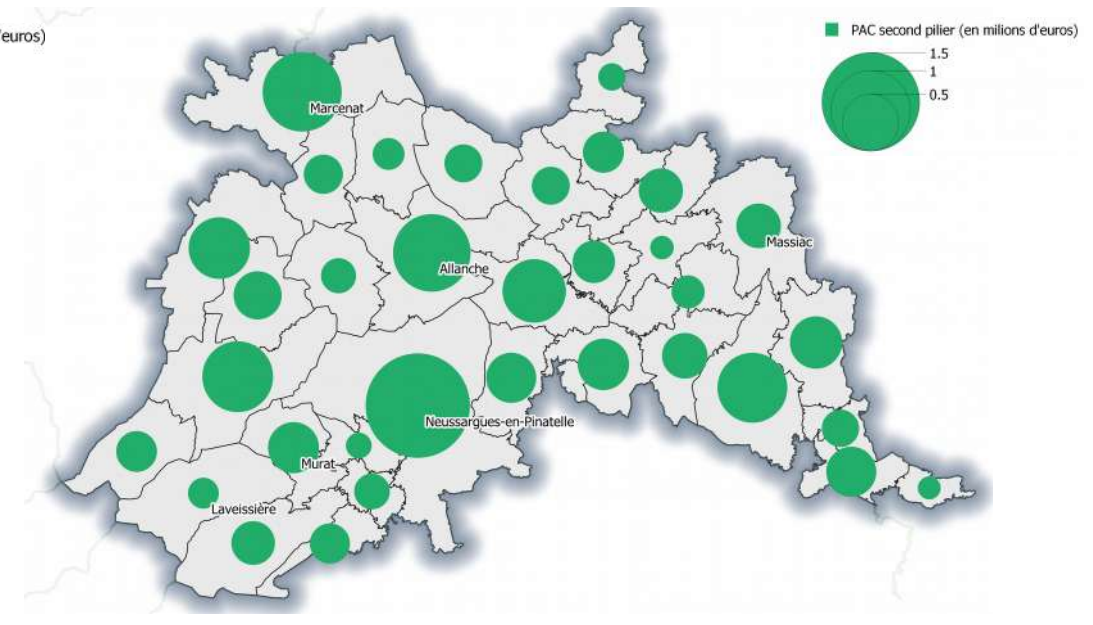 'euros)
PAC second pilier (en milions d'euros)
1.5
1
0.5
Marcenat
Massiac
Allanche
Neussargues-en-Pinatelle
Murat
Laveissière